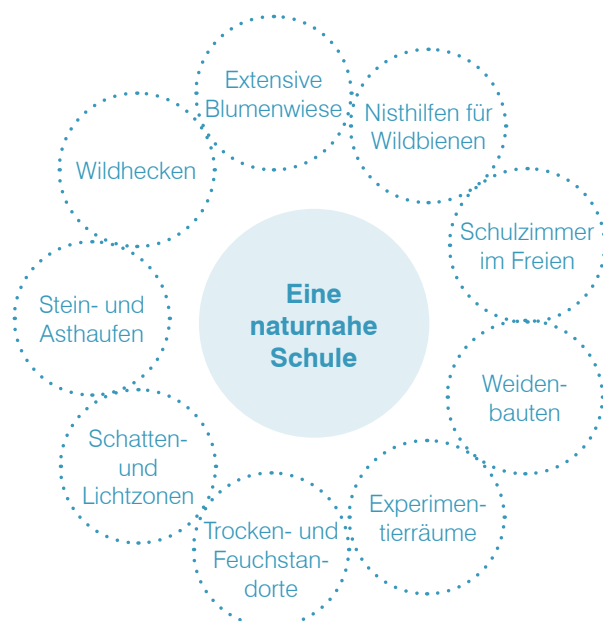 Extensive
Blumenwiese
Nisthilfen für
Wildbienen
Schulzimmer
im Freien
Weiden-
bauten
Experimen-
tierräume
Trocken- und
Feuchtstan-
dorte
Schatten-
und
Lichtzonen
Stein- und
Asthaufen
Wildhecken
Eine
naturnahe
Schule